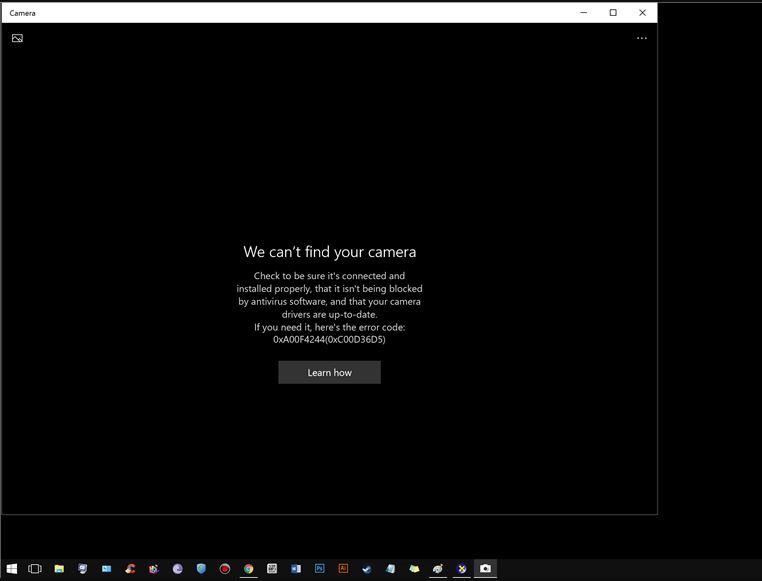 Camera
We can't find your camera
Check to be sure it's connected and
installed properly, that it isn't being blocked
by antivirus software, and that your camera
drivers are up-to-date.
If you need it, here's the error code:
0xA00F4244(0xC00D36D5)
Learn how
Ps
Ai